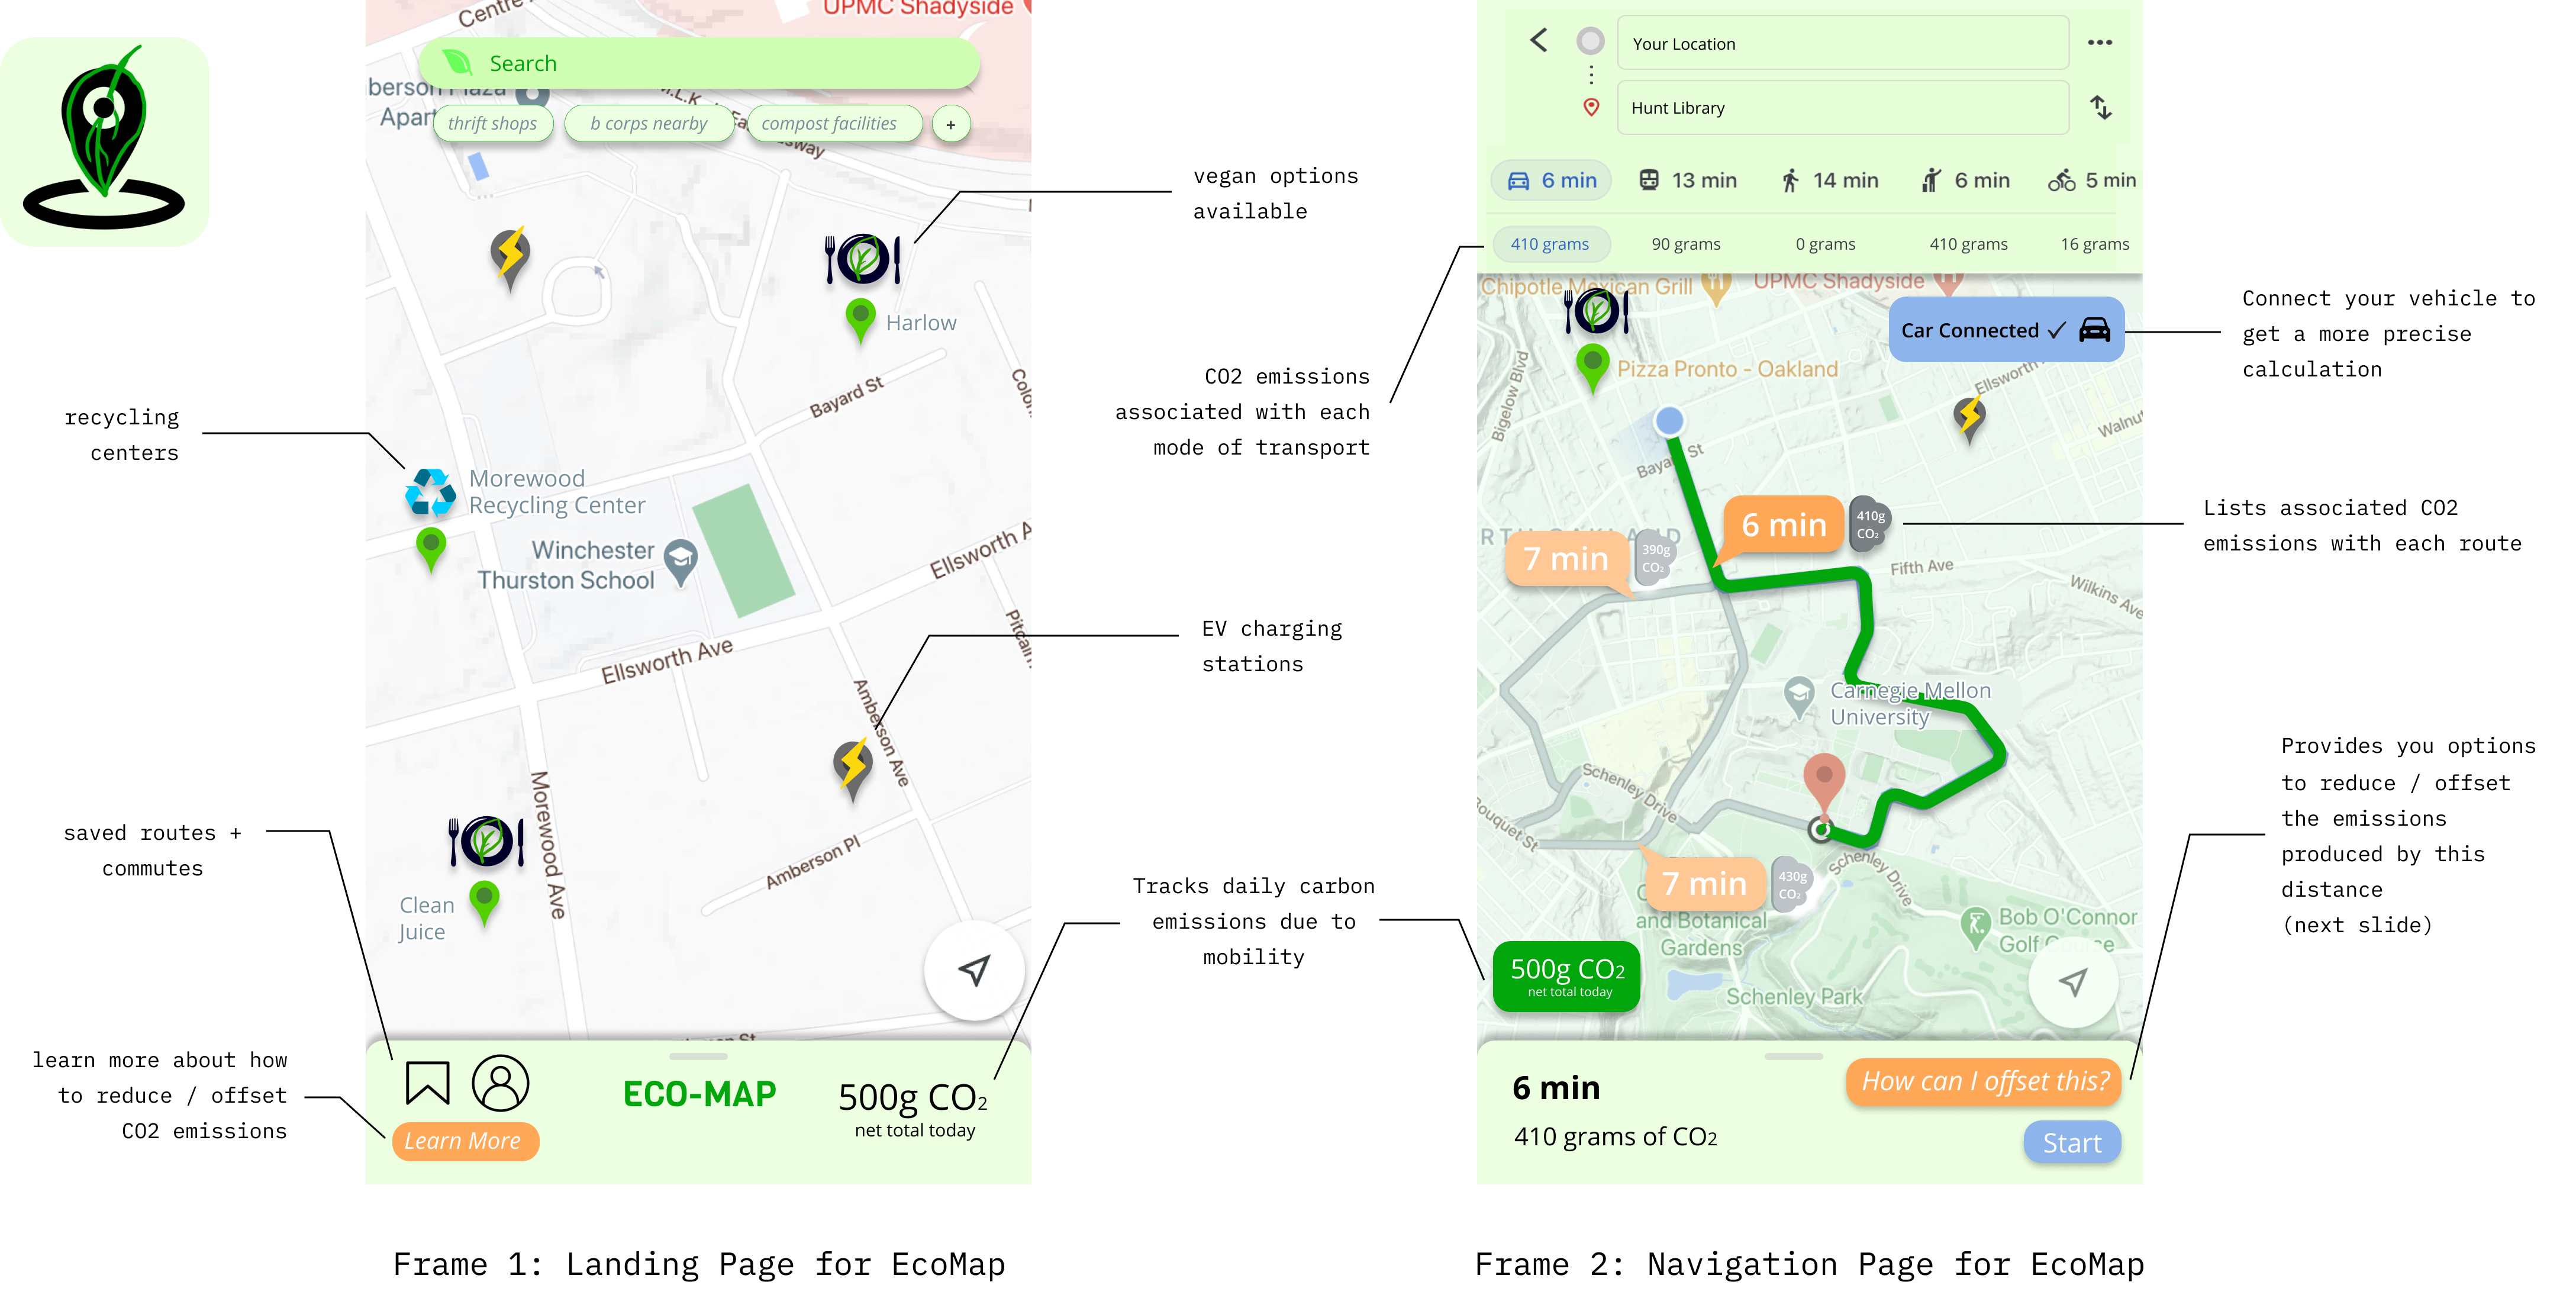 Centre
UPMC Shadyside
Search
thrift shops
b corps nearby
compost facilities
+
vegan options
available
Harlow
Bayard St
recycling
centers
Morewood
Recycling Center
Winchester
Thurston School
Ellsworth A
Ellsworth Ave
EV charging
stations
Amberson Ave
Morewood Ave
Amberson Pl
saved routes +
commutes
Clean
Juice
Tracks daily carbon
emissions due to
mobility
learn more about how
to reduce / offset
CO2 emissions
Learn More
ECO-MAP
500g CO2
net total today
Frame 1: Landing Page for EcoMap
Your Location
Hunt Library
6 min
13 min
14 min
6 min
5 min
410 grams
90 grams
0 grams
410 grams
16 grams
CO2 emissions
associated with each
mode of transport
Chipotle Mexican Grill
UPMC Shadyside
Car Connected ✓
Connect your vehicle to
get a more precise
calculation
Pizza Pronto - Oakland
Bigelow Blvd
Ellsworth
Walnut
Bayard St
6 min
410g
CO2
7 min
390g
CO2
Lists associated CO2
emissions with each route
Fifth Ave
Wilkins Ave
Carnegie Mellon
University
Schenley Drive
Bouquet St
Schenley Drive
7 min
430g
CO2
and Botanical
Gardens
Bob O'Connor
Golf Course
Schenley Park
500g CO2
net total today
Provides you options
to reduce / offset
the emissions
produced by this
distance
(next slide)
6 min
410 grams of CO2
How can I offset this?
Start
Frame 2: Navigation Page for EcoMap